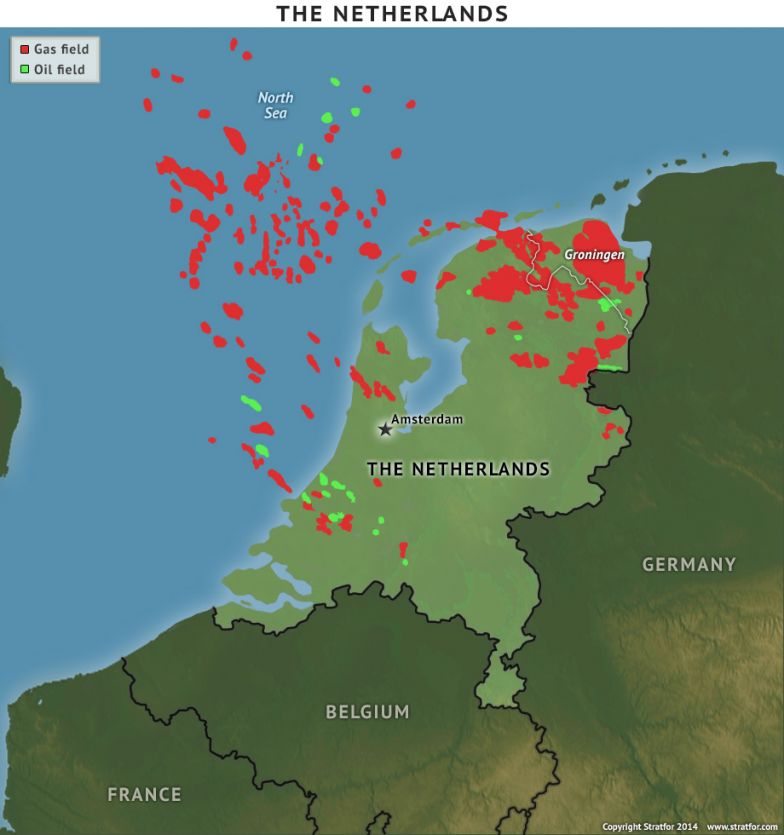 THE NETHERLANDS
Gas field
Oil field
North
Sea
Groningen
Amsterdam
THE NETHERLANDS
GERMANY
BELGIUM
FRANCE
Copyright Stratfor 2014 www.stratfor.com